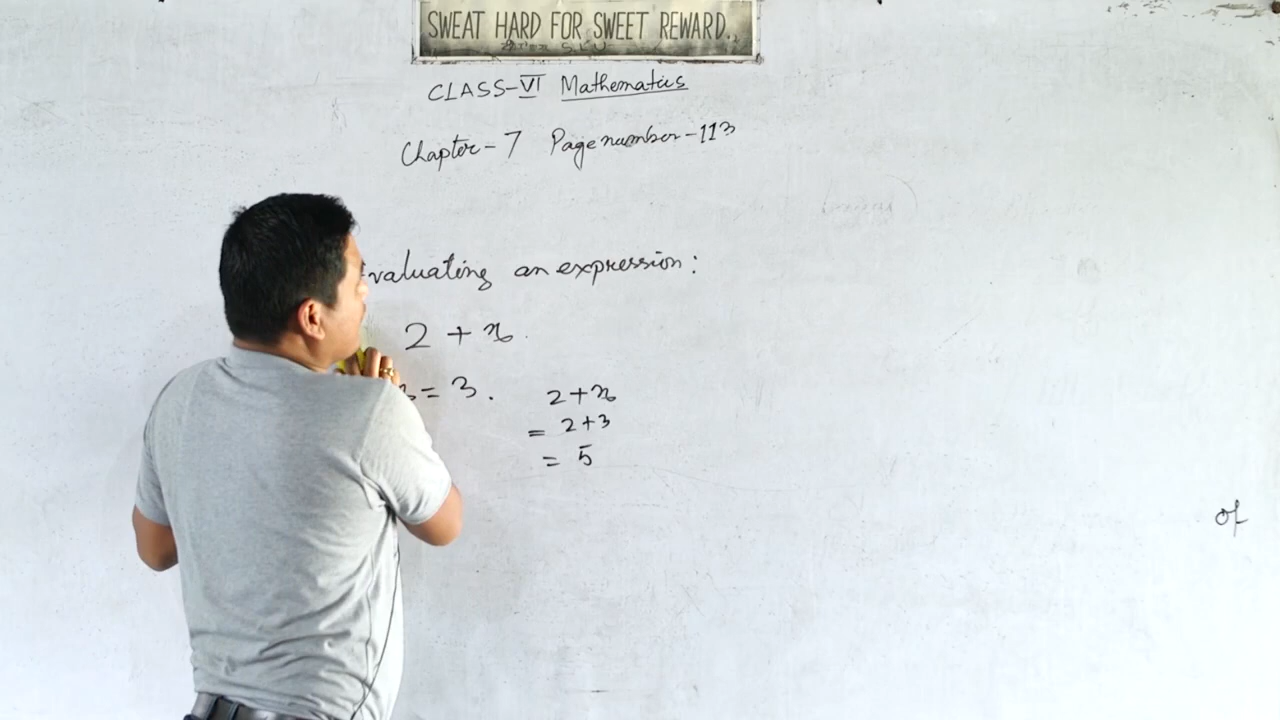 SWEAT HARD FOR SWEET REWARD..
CLASS-VI Mathematics
Chapter-7 Page number-113
valuating an expression:
2 + x.
= 3.
2+x
= 2+3
= 5
of